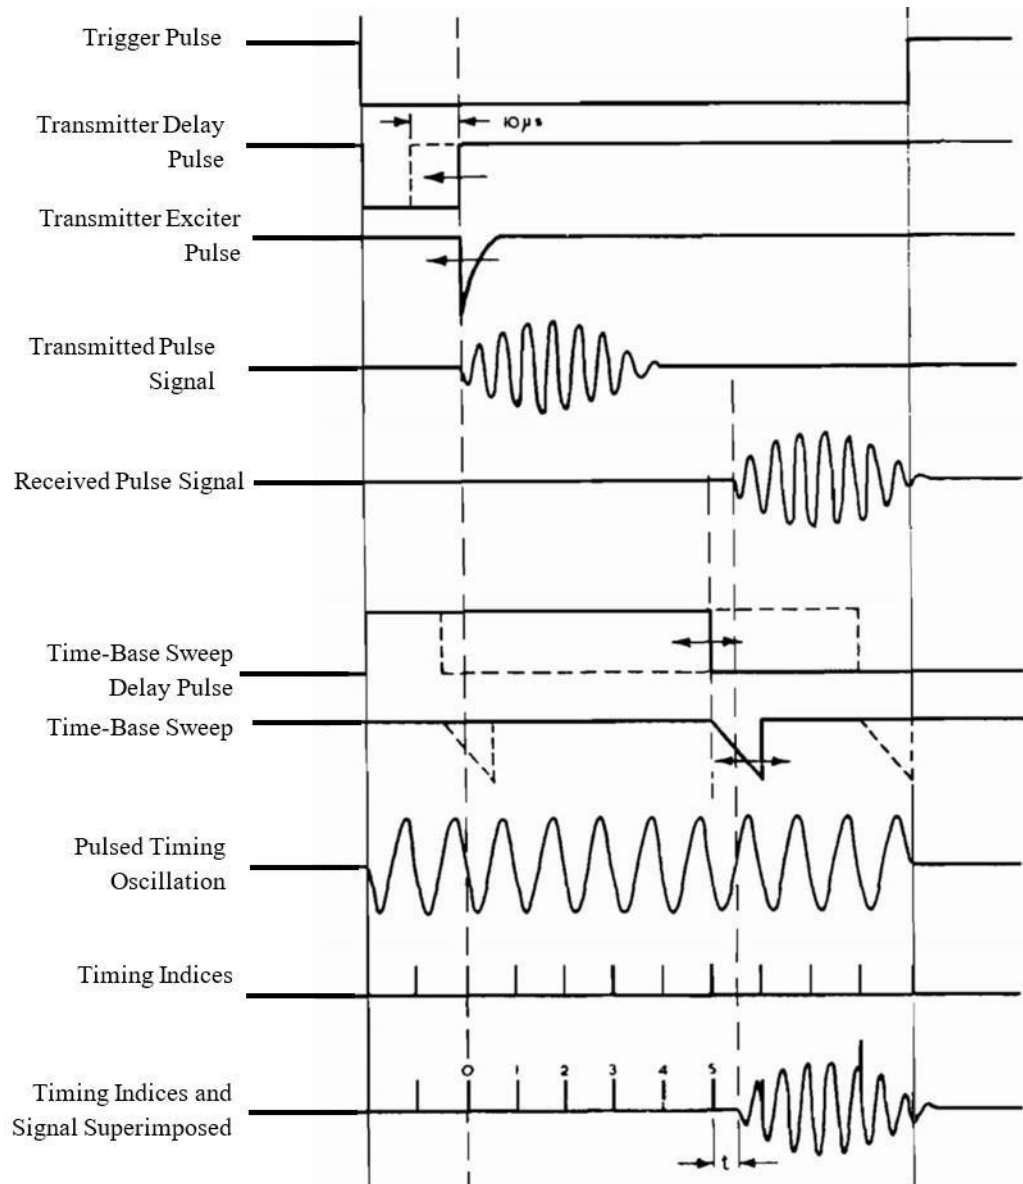 Trigger Pulse
Transmitter Delay
Pulse
10 µs
Transmitter Exciter
Pulse
Transmitted Pulse
Signal
Received Pulse Signal
Time-Base Sweep
Delay Pulse
Time-Base Sweep
Pulsed Timing
Oscillation
Timing Indices
0 1 2 3 4 5
Timing Indices and
Signal Superimposed
t